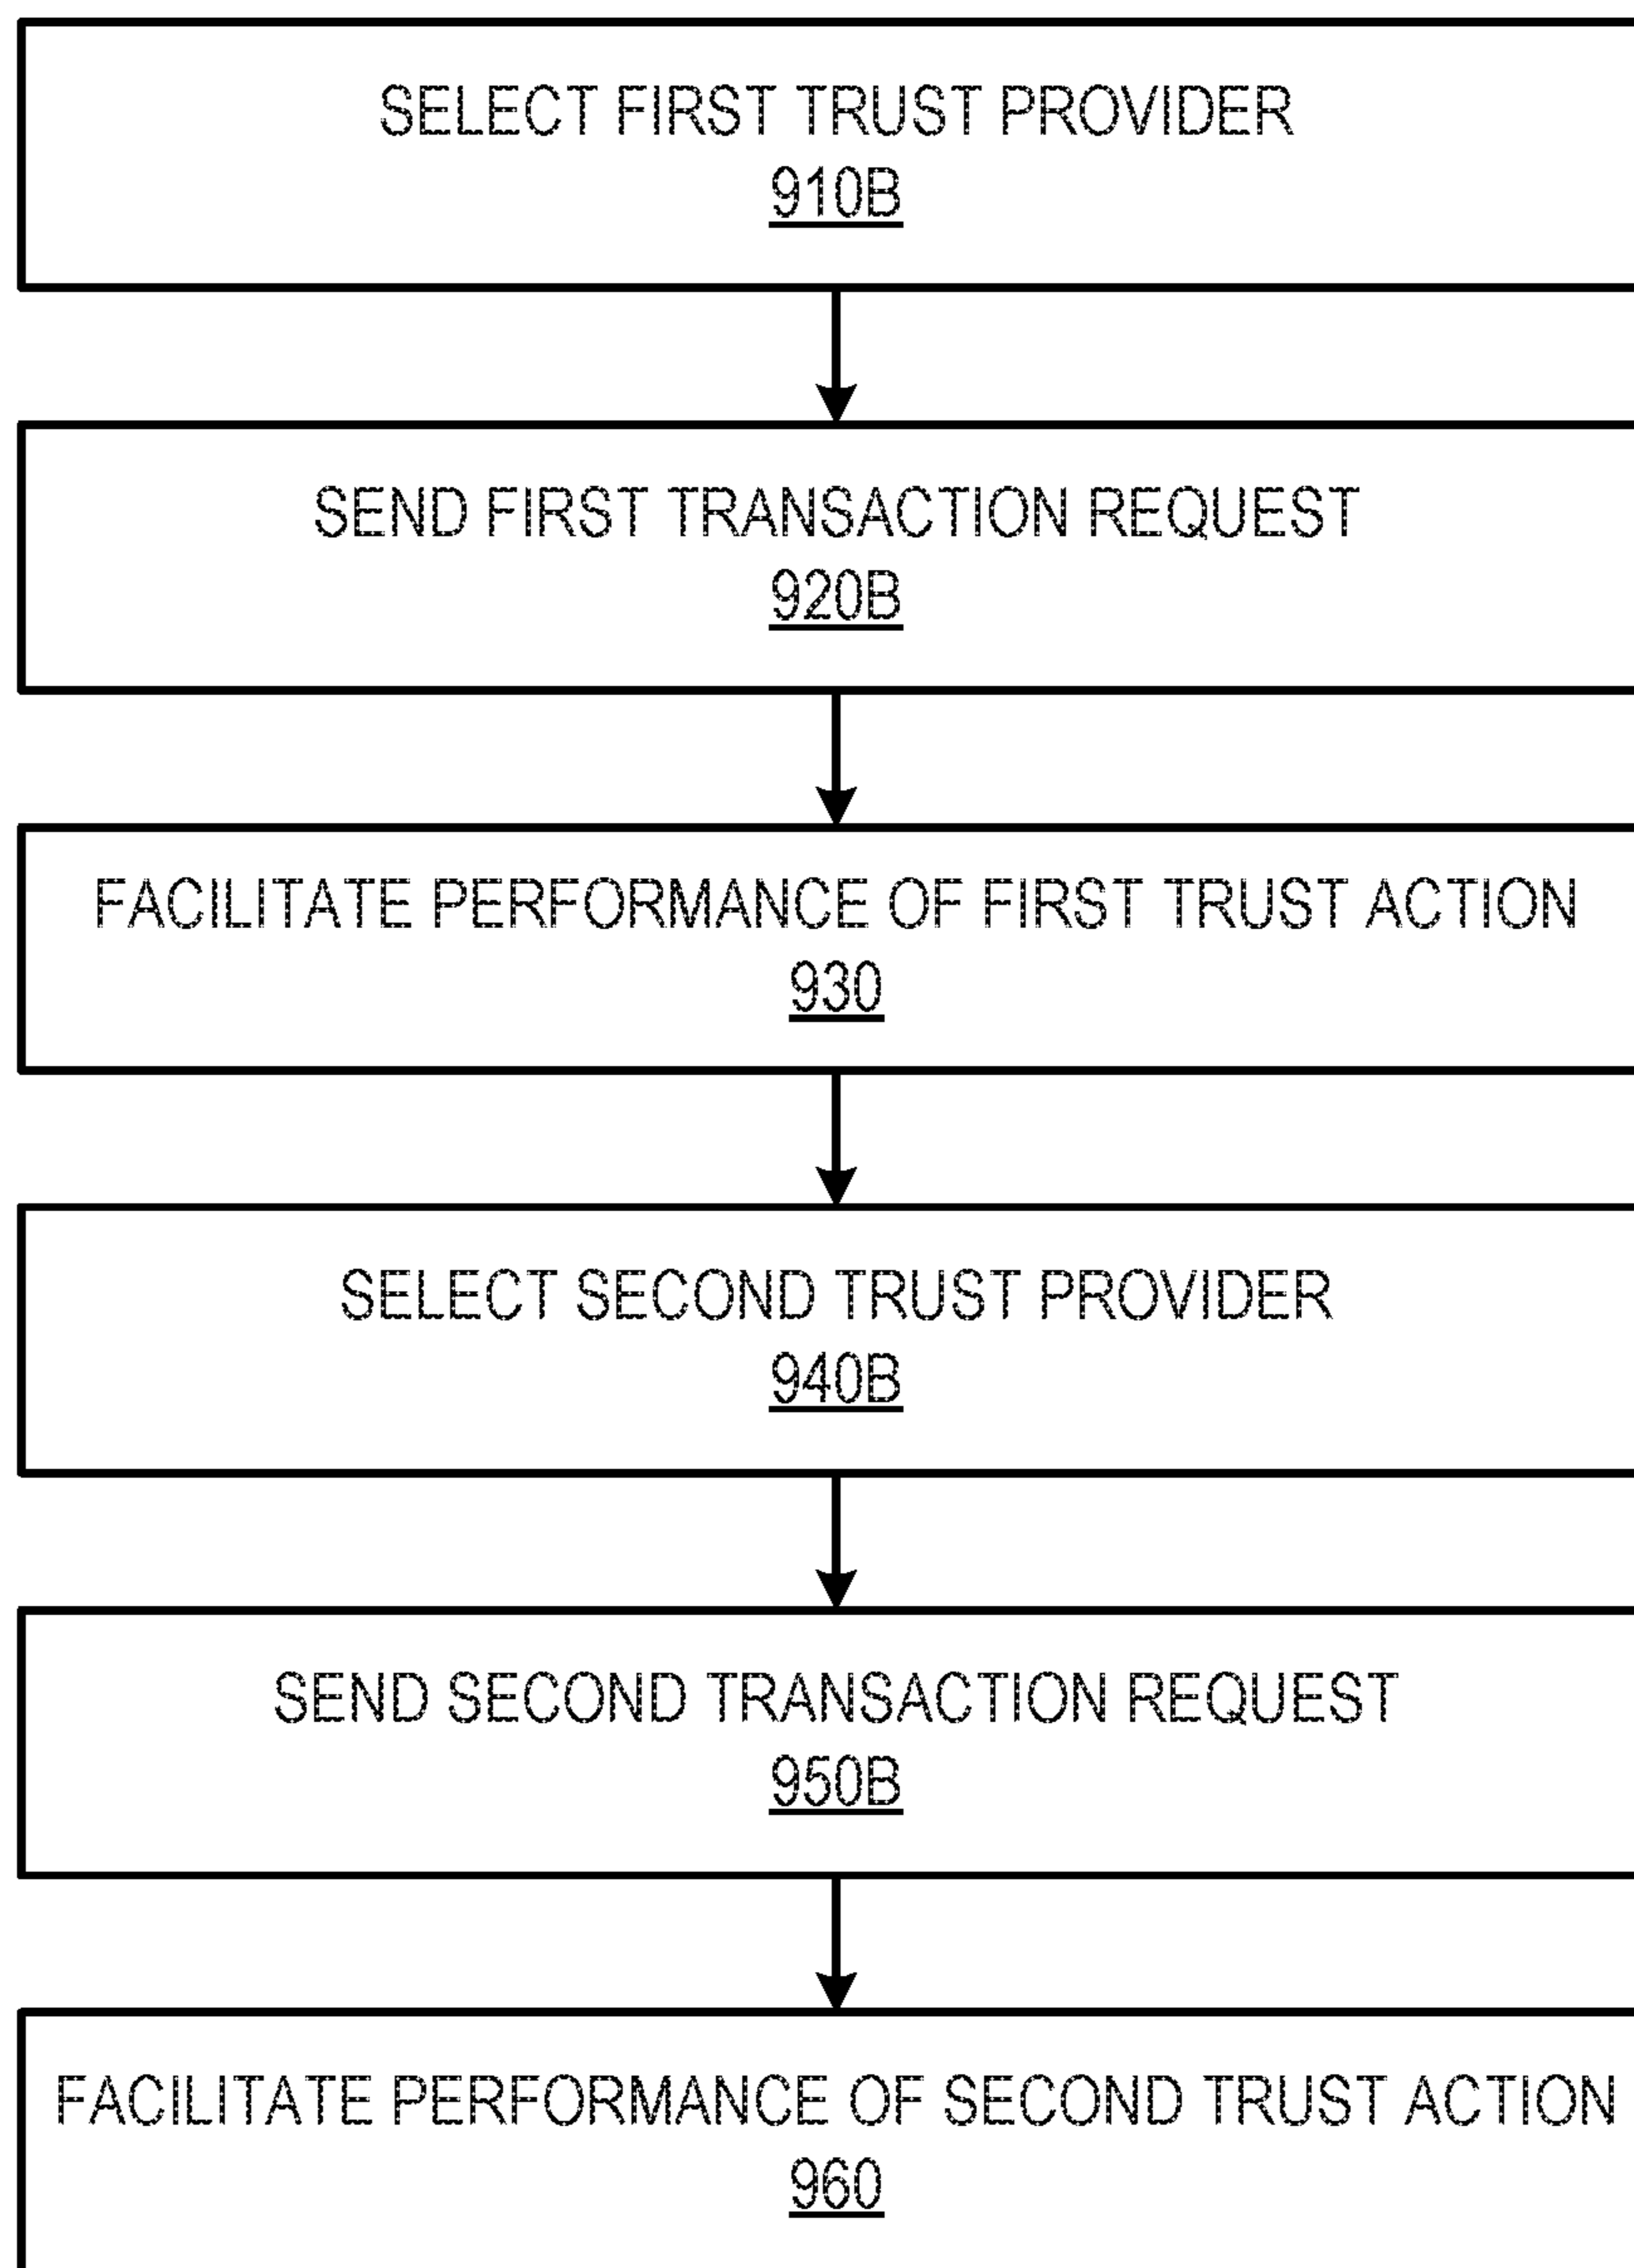 SELECT FIRST TRUST PROVIDER
910B
SEND FIRST TRANSACTION REQUEST
920B
FACILITATE PERFORMANCE OF FIRST TRUST ACTION
930
SELECT SECOND TRUST PROVIDER
940B
SEND SECOND TRANSACTION REQUEST
950B
FACILITATE PERFORMANCE OF SECOND TRUST ACTION
960